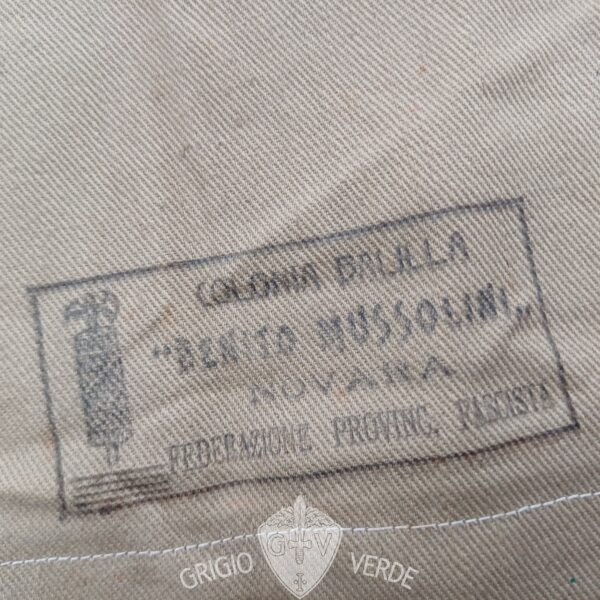 COLONIA BALILLA
"BENITO MUSSOLINI"
NOVARA
FEDERAZIONE PROVINC. FASCISTA
GRIGIO G V VERDE